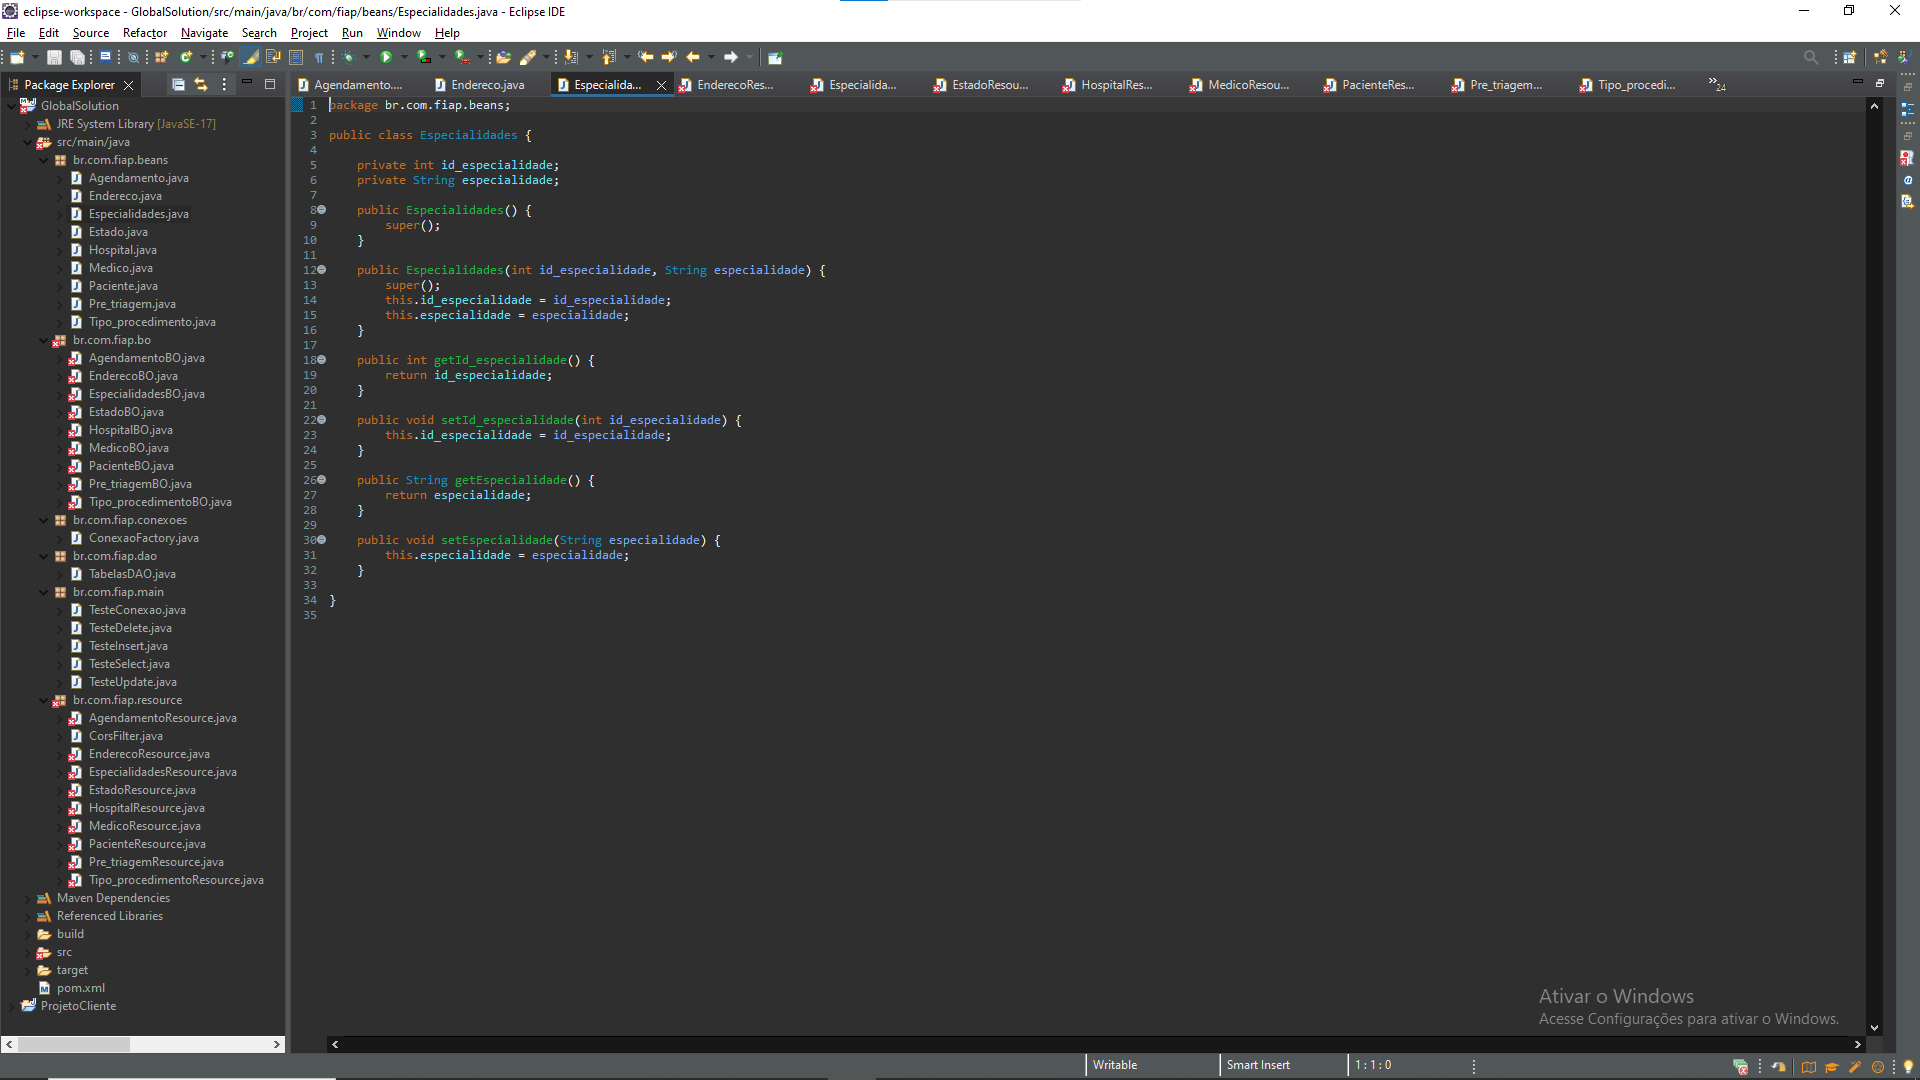 eclipse-workspace - GlobalSolution/src/main/java/br/com/fiap/beans/Especialidades.java - Eclipse IDE
File Edit Source Refactor Navigate Search Project Run Window Help
Package Explorer
Agendamento.... Endereco.java Especialida... EnderecoRes... Especialida... EstadoResou... HospitalRes... MedicoResou... PacienteRes... Pre_triagem... Tipo_procedi... »24
GlobalSolution
JRE System Library [JavaSE-17]
src/main/java
br.com.fiap.beans
Agendamento.java
Endereco.java
Especialidades.java
Estado.java
Hospital.java
Medico.java
Paciente.java
Pre_triagem.java
Tipo_procedimento.java
br.com.fiap.bo
AgendamentoBO.java
EnderecoBO.java
EspecialidadesBO.java
EstadoBO.java
HospitalBO.java
MedicoBO.java
PacienteBO.java
Pre_triagemBO.java
Tipo_procedimentoBO.java
br.com.fiap.conexoes
ConexaoFactory.java
br.com.fiap.dao
TabelasDAO.java
br.com.fiap.main
TesteConexao.java
TesteDelete.java
TesteInsert.java
TesteSelect.java
TesteUpdate.java
br.com.fiap.resource
AgendamentoResource.java
CorsFilter.java
EnderecoResource.java
EspecialidadesResource.java
EstadoResource.java
HospitalResource.java
MedicoResource.java
PacienteResource.java
Pre_triagemResource.java
Tipo_procedimentoResource.java
Maven Dependencies
Referenced Libraries
build
src
target
pom.xml
ProjetoCliente
1 package br.com.fiap.beans;
2
3 public class Especialidades {
4
5 private int id_especialidade;
6 private String especialidade;
7
8 public Especialidades() {
9 super();
10 }
11
12 public Especialidades(int id_especialidade, String especialidade) {
13 super();
14 this.id_especialidade = id_especialidade;
15 this.especialidade = especialidade;
16 }
17
18 public int getId_especialidade() {
19 return id_especialidade;
20 }
21
22 public void setId_especialidade(int id_especialidade) {
23 this.id_especialidade = id_especialidade;
24 }
25
26 public String getEspecialidade() {
27 return especialidade;
28 }
29
30 public void setEspecialidade(String especialidade) {
31 this.especialidade = especialidade;
32 }
33
34 }
35
Ativar o Windows
Acesse Configurações para ativar o Windows.
Writable Smart Insert 1 : 1 : 0